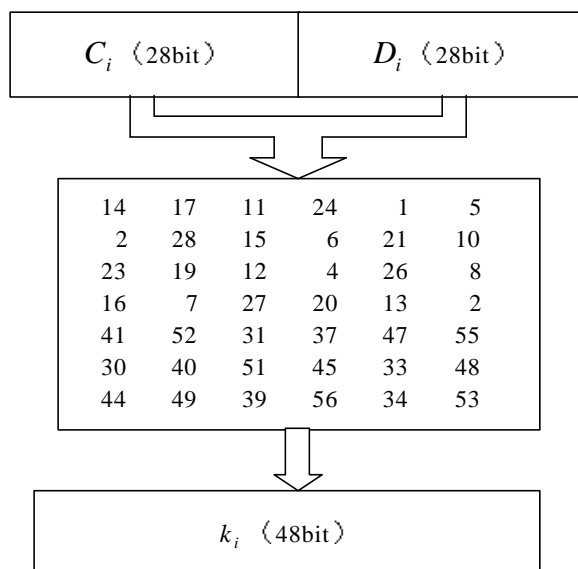 C_i（28bit） D_i（28bit）
14 17 11 24 1 5
2 28 15 6 21 10
23 19 12 4 26 8
16 7 27 20 13 2
41 52 31 37 47 55
30 40 51 45 33 48
44 49 39 56 34 53
k_i（48bit）